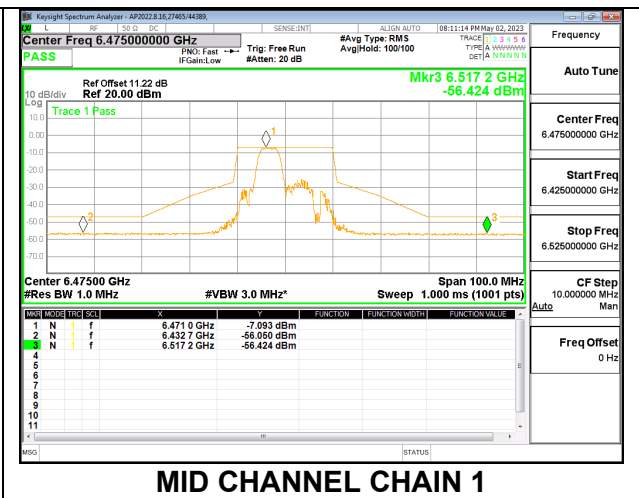 Keysight Spectrum Analyzer - AP2022.8.16,27465/44389,
L RF 50 Ω DC SENSE:INT ALIGN AUTO 08:11:14 PM May 02, 2023
Center Freq 6.475000000 GHz
PASS
PNO: Fast
IFGain:Low
Trig: Free Run
#Atten: 20 dB
#Avg Type: RMS
Avg|Hold: 100/100
TRACE 1 2 3 4 5 6
TYPE A WWWWW
DET A N N N N N
Frequency
Auto Tune
Center Freq
6.475000000 GHz
Start Freq
6.425000000 GHz
Stop Freq
6.525000000 GHz
CF Step
10.000000 MHz
Auto Man
Freq Offset
0 Hz
Ref Offset 11.22 dB
10 dB/div Ref 20.00 dBm
Log
Mkr3 6.517 2 GHz
-56.424 dBm
Trace 1 Pass
10.0
0.00
-10.0
-20.0
-30.0
-40.0
-50.0
-60.0
-70.0
1
2
3
Center 6.47500 GHz Span 100.0 MHz
#Res BW 1.0 MHz #VBW 3.0 MHz* Sweep 1.000 ms (1001 pts)
MKR MODE TRC SCL X Y FUNCTION FUNCTION WIDTH FUNCTION VALUE
1 N 1 f 6.471 0 GHz -7.093 dBm
2 N 1 f 6.432 7 GHz -56.050 dBm
3 N 1 f 6.517 2 GHz -56.424 dBm
4
5
6
7
8
9
10
11
MSG STATUS
MID CHANNEL CHAIN 1